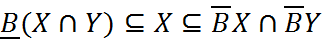 B̲(X ∩ Y) ⊆ X ⊆ B̅X ∩ B̅Y